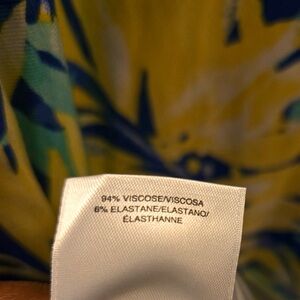 94% VISCOSE/VISCOSA
6% ELASTANE/ELASTANO/
ÉLASTHANNE